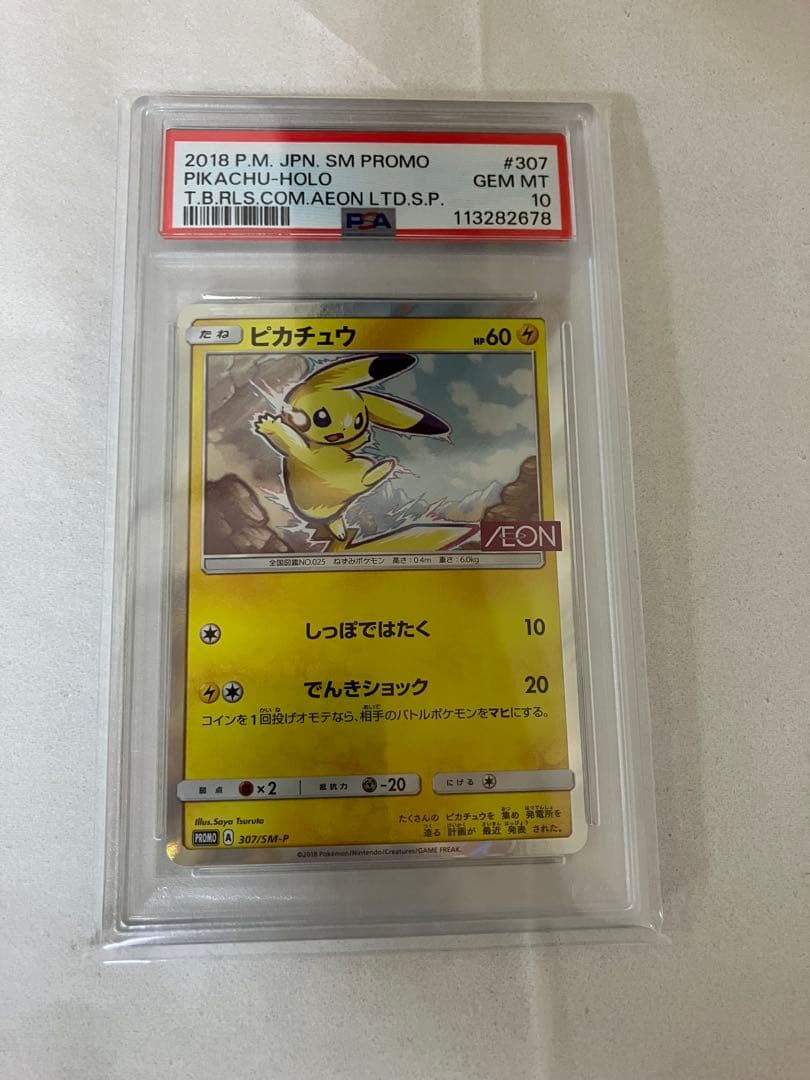 2018 P.M. JPN. SM PROMO #307
PIKACHU-HOLO GEM MT
T.B.RLS.COM.AEON LTD.S.P. 10
PSA 113282678
たね ピカチュウ HP60
ÆON
全国図鑑NO.025 ねずみポケモン 高さ:0.4m 重さ:6.0kg
しっぽではたく 10
でんきショック 20
コインを1回投げオモテなら、相手のバトルポケモンをマヒにする。
弱点 ×2 抵抗力 -20 にげる
Illus.Saya Tsuruta
たくさんの ピカチュウを 集め 発電所を
造る 計画が 最近 発表 された。
PROMO A 307/SM-P
©2018 Pokémon/Nintendo/Creatures/GAME FREAK.